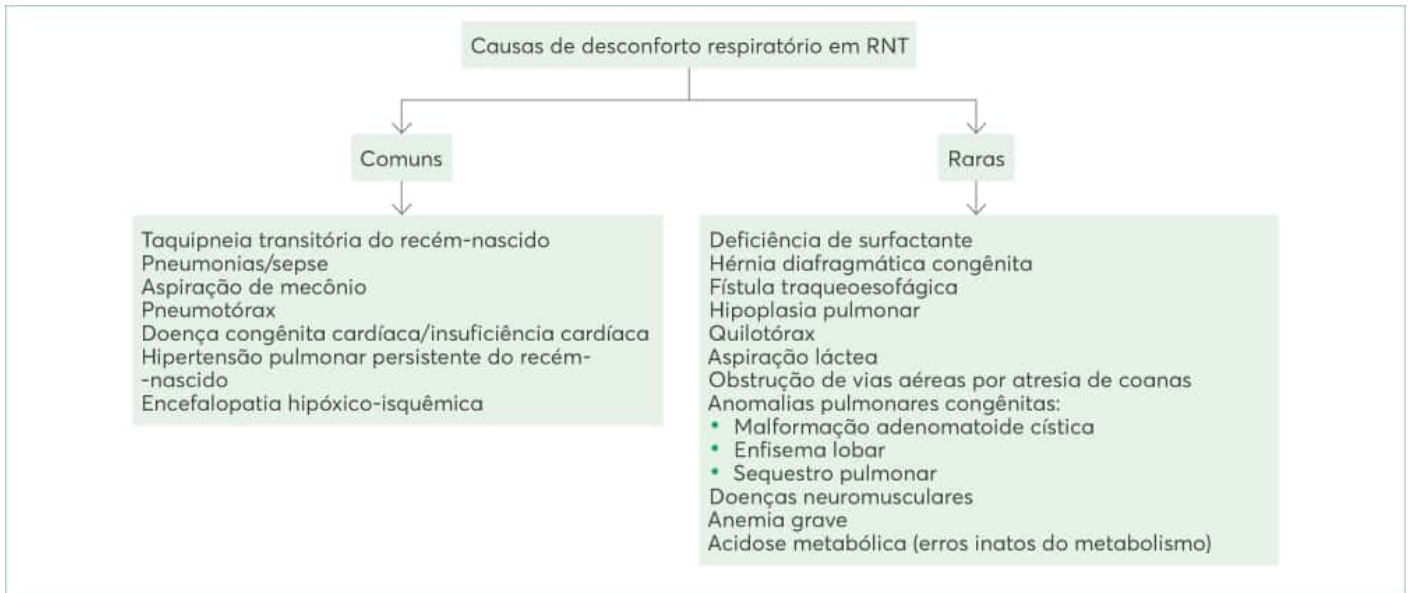 Causas de desconforto respiratório em RNT
Comuns
Raras
Taquipneia transitória do recém-nascido
Pneumonias/sepse
Aspiração de mecônio
Pneumotórax
Doença congênita cardíaca/insuficiência cardíaca
Hipertensão pulmonar persistente do recém-
-nascido
Encefalopatia hipóxico-isquêmica
Deficiência de surfactante
Hérnia diafragmática congênita
Fístula traqueoesofágica
Hipoplasia pulmonar
Quilotórax
Aspiração láctea
Obstrução de vias aéreas por atresia de coanas
Anomalias pulmonares congênitas:
• Malformação adenomatoide cística
• Enfisema lobar
• Sequestro pulmonar
Doenças neuromusculares
Anemia grave
Acidose metabólica (erros inatos do metabolismo)